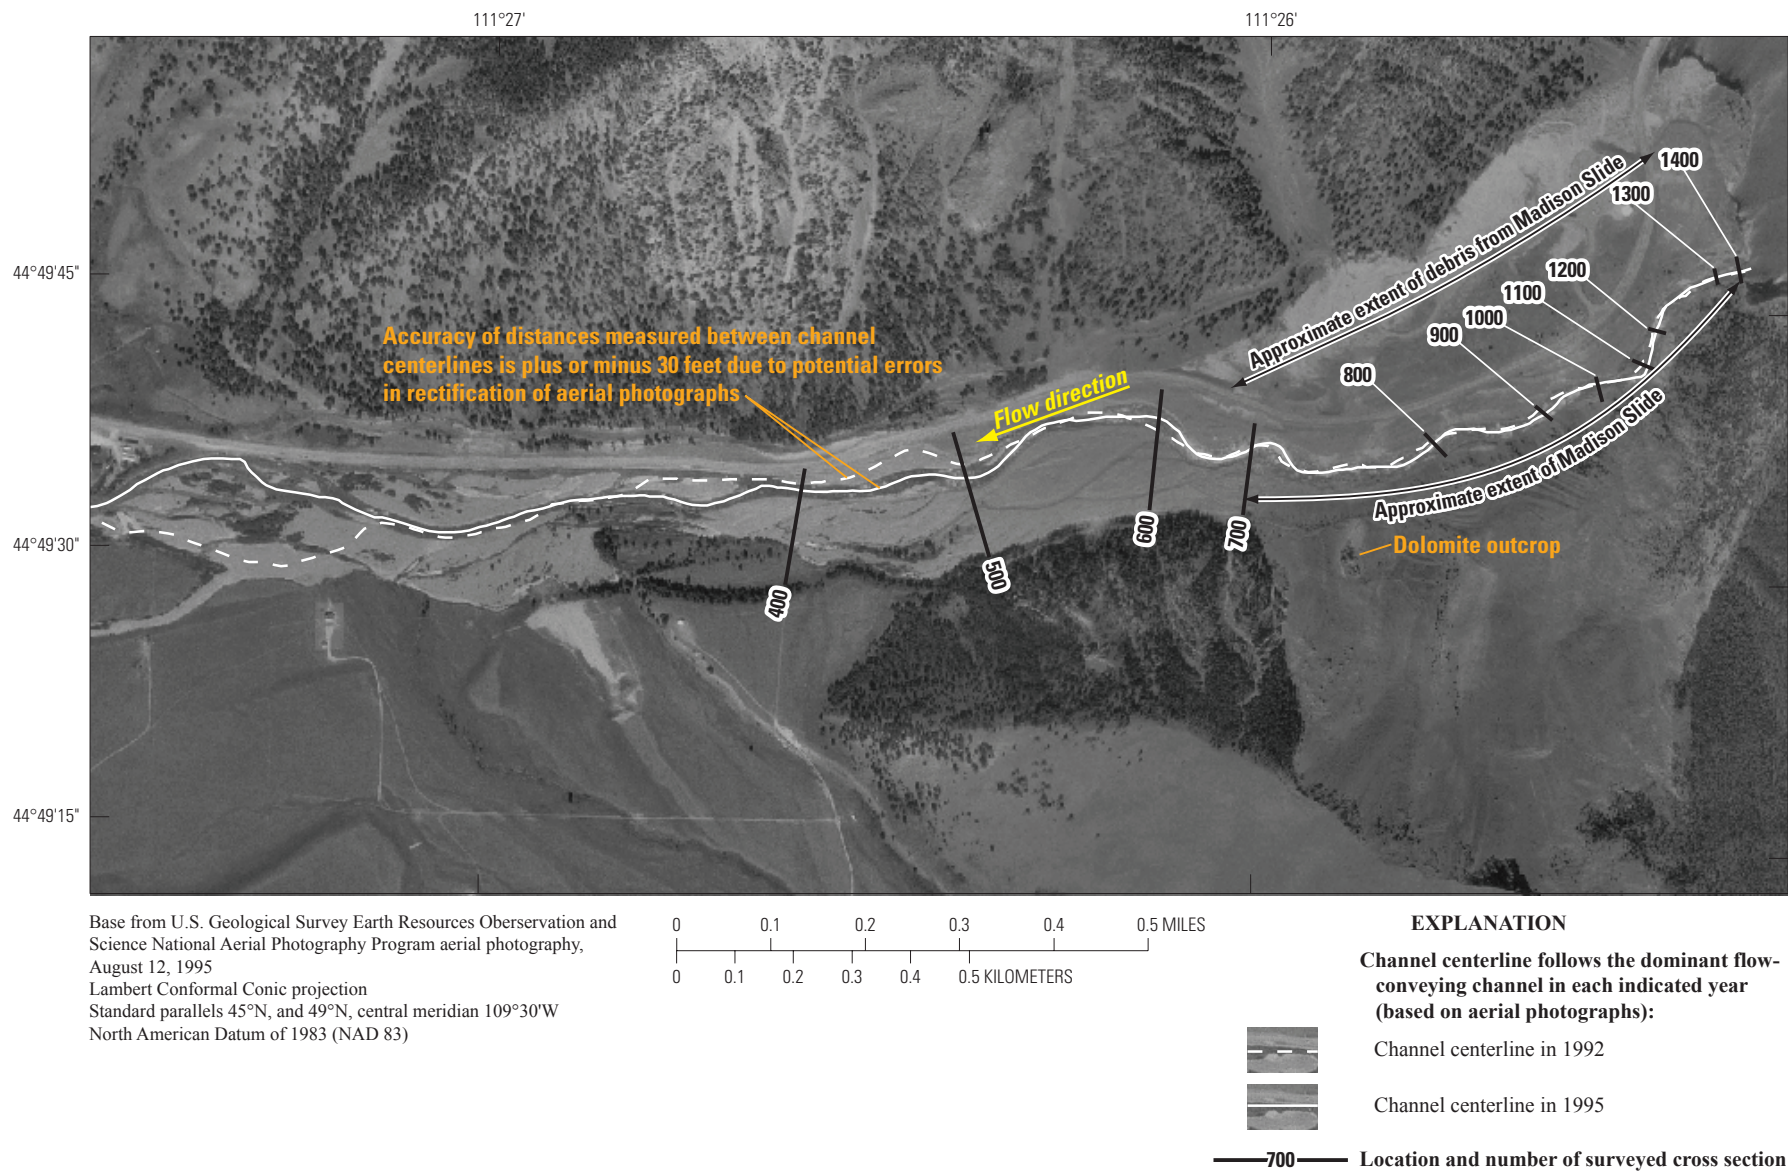 111°27'
111°26'
44°49'45"
44°49'30"
44°49'15"
Approximate extent of debris from Madison Slide
1400
1300
1200
1100
1000
900
800
Accuracy of distances measured between channel
centerlines is plus or minus 30 feet due to potential errors
in rectification of aerial photographs
Flow direction
Approximate extent of Madison Slide
Dolomite outcrop
700
600
500
400
Base from U.S. Geological Survey Earth Resources Oberservation and
Science National Aerial Photography Program aerial photography,
August 12, 1995
Lambert Conformal Conic projection
Standard parallels 45°N, and 49°N, central meridian 109°30'W
North American Datum of 1983 (NAD 83)
0 0.1 0.2 0.3 0.4 0.5 MILES
0 0.1 0.2 0.3 0.4 0.5 KILOMETERS
EXPLANATION
Channel centerline follows the dominant flow-
conveying channel in each indicated year
(based on aerial photographs):
Channel centerline in 1992
Channel centerline in 1995
700 Location and number of surveyed cross section